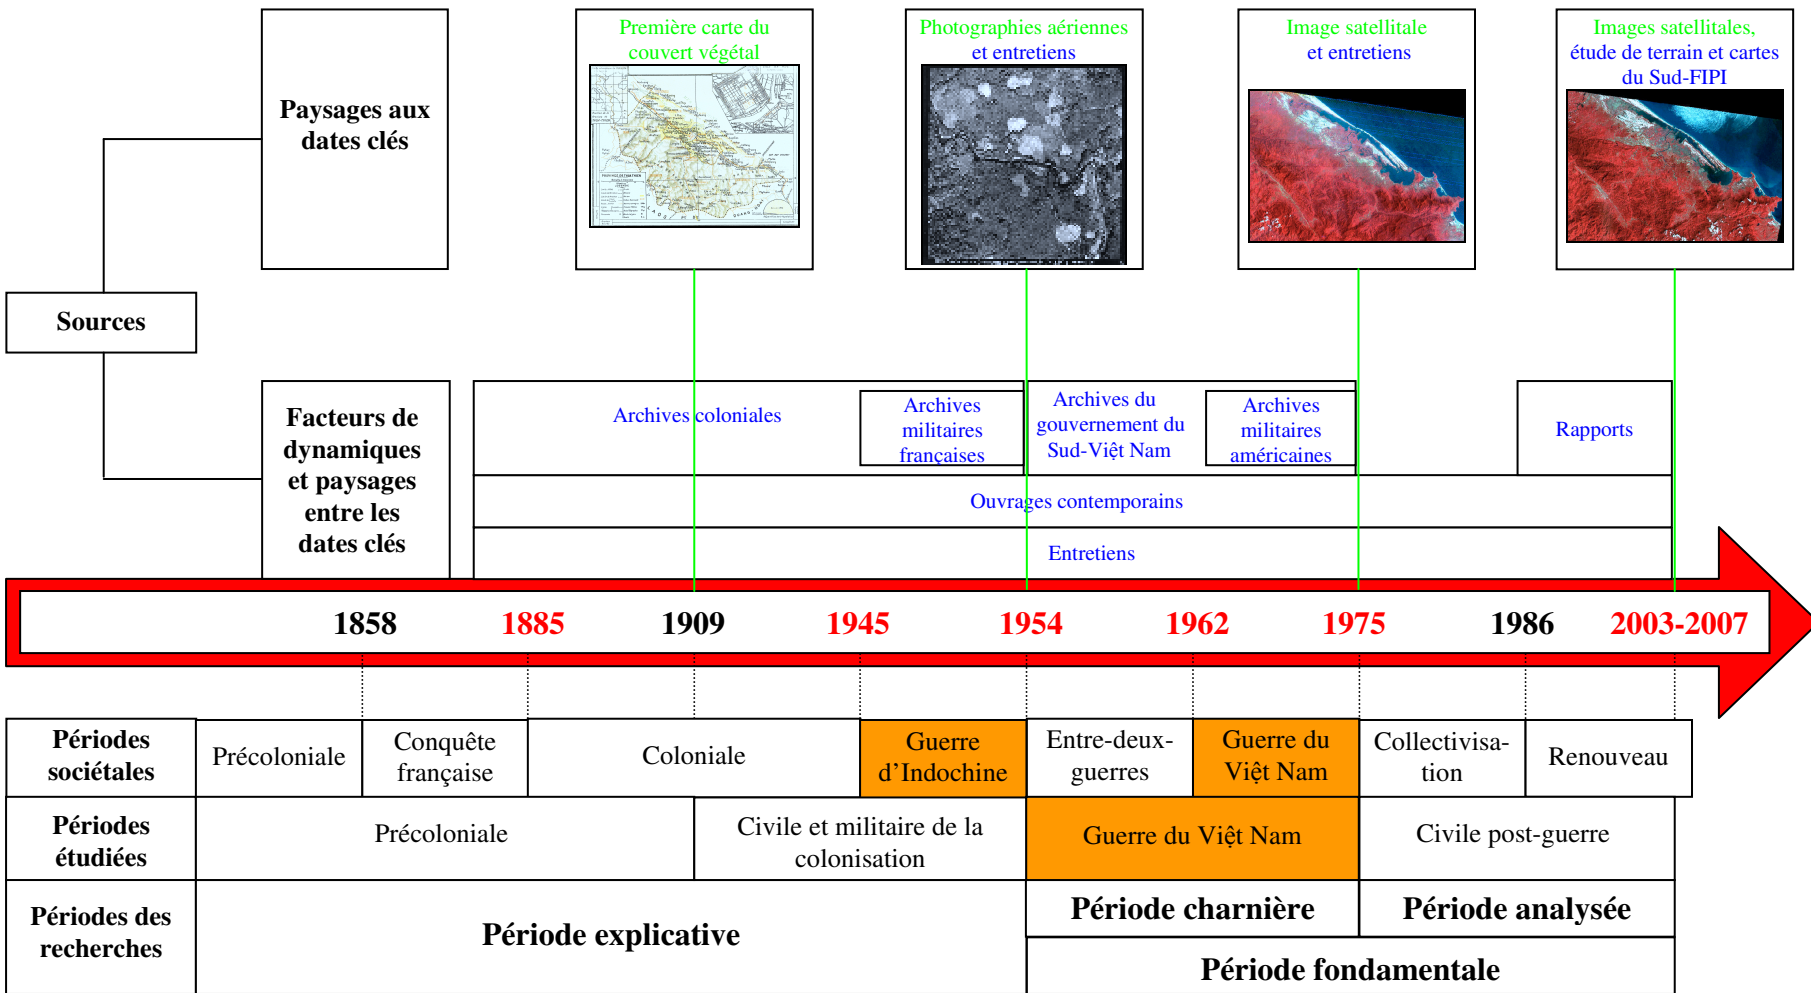 Première carte du
couvert végétal
Photographies aériennes
et entretiens
Image satellitale
et entretiens
Images satellitales,
étude de terrain et cartes
du Sud-FIPI
Paysages aux
dates clés
Sources
Facteurs de
dynamiques
et paysages
entre les
dates clés
Archives coloniales
Archives
militaires
françaises
Archives du
gouvernement du
Sud-Việt Nam
Archives
militaires
américaines
Rapports
Ouvrages contemporains
Entretiens
1858 1885 1909 1945 1954 1962 1975 1986 2003-2007
Périodes
sociétales
Précoloniale
Conquête
française
Coloniale
Guerre
d’Indochine
Entre-deux-
guerres
Guerre du
Việt Nam
Collectivisa-
tion
Renouveau
Périodes
étudiées
Précoloniale
Civile et militaire de la
colonisation
Guerre du Việt Nam
Civile post-guerre
Périodes des
recherches
Période explicative
Période charnière
Période analysée
Période fondamentale